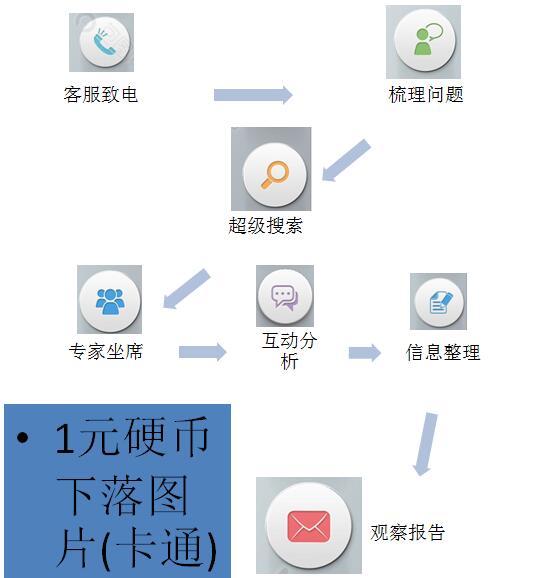 客服致电
梳理问题
超级搜索
专家坐席
互动分
析
信息整理
• 1元硬币
下落图
片(卡通)
观察报告